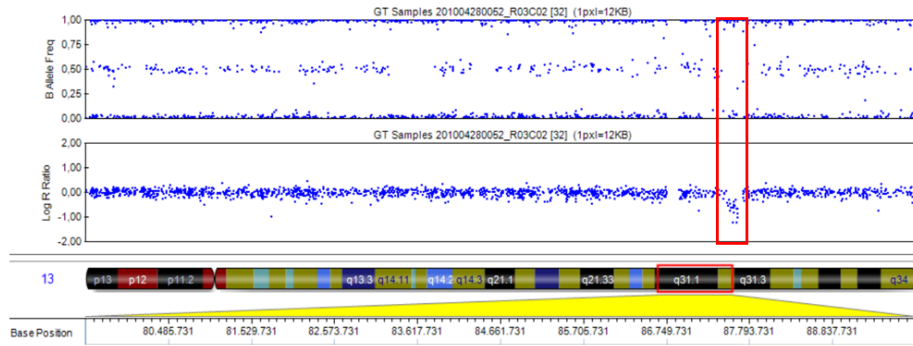 GT Samples 201004280052_R03C02 [32] (1pxl=12KB)
1,00
0,75
0,50
0,25
0,00
B Allele Freq
GT Samples 201004280052_R03C02 [32] (1pxl=12KB)
2,00
1,00
0,00
-1,00
-2,00
Log R Ratio
13 p13 p12 p11.2 q13.3 q14.11 q14.2 q14.3 q21.1 q21.33 q31.1 q31.3 q34
Base Position 80.485.731 81.529.731 82.573.731 83.617.731 84.661.731 85.705.731 86.749.731 87.793.731 88.837.731